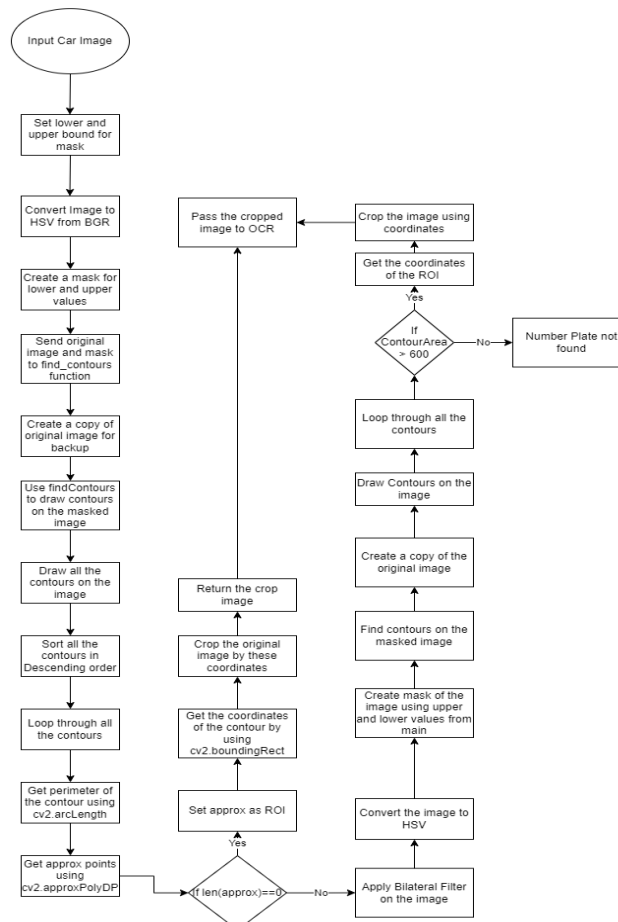 Input Car Image
Set lower and
upper bound for
mask
Convert Image to
HSV from BGR
Create a mask for
lower and upper
values
Send original
image and mask
to find_contours
function
Create a copy of
original image for
backup
Use findContours
to draw contours
on the masked
image
Draw all the
contours on the
image
Sort all the
contours in
Descending order
Loop through all
the contours
Get perimeter of
the contour using
cv2.arcLength
Get approx points
using
cv2.approxPolyDP
If len(approx)==0
Yes
Set approx as ROI
Get the coordinates
of the contour by
using
cv2.boundingRect
Crop the original
image by these
coordinates
Return the crop
image
Pass the cropped
image to OCR
No
Apply Bilateral Filter
on the image
Convert the image to
HSV
Create mask of the
image using upper
and lower values from
main
Find contours on the
masked image
Create a copy of the
original image
Draw Contours on the
image
Loop through all the
contours
If
ContourArea
> 600
No
Number Plate not
found
Yes
Get the coordinates
of the ROI
Crop the image using
coordinates